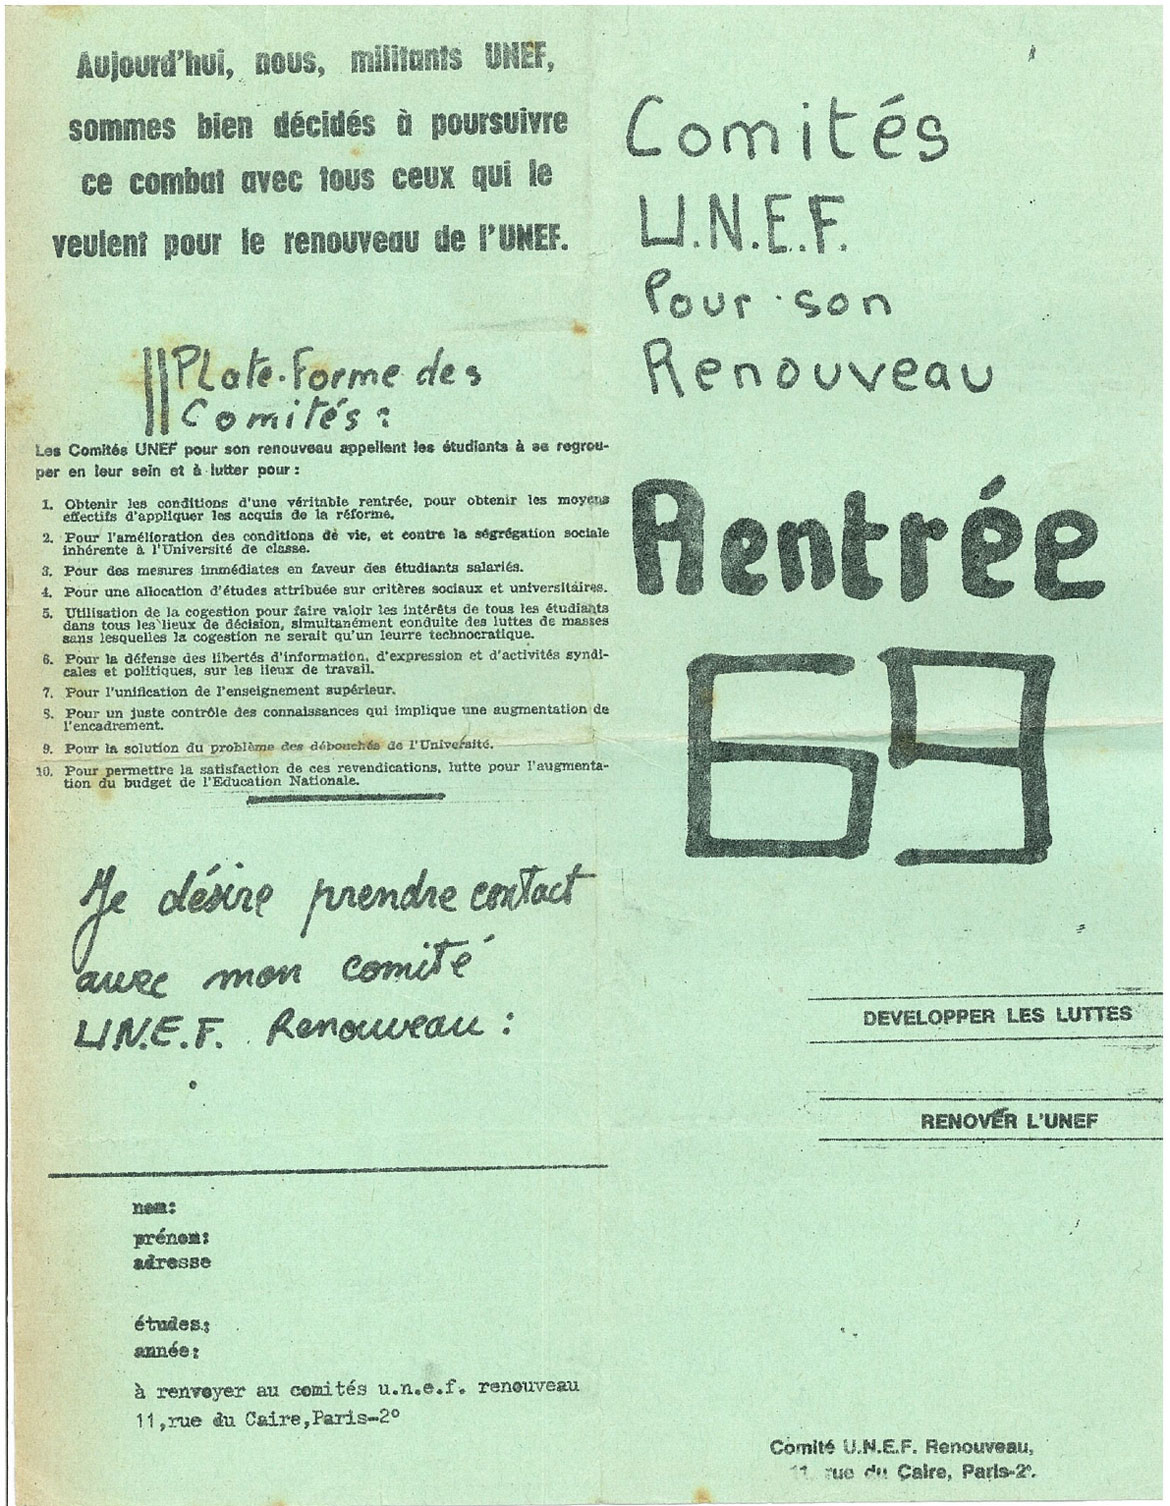 Aujourd'hui, nous, militants UNEF,
sommes bien décidés à poursuivre
ce combat avec tous ceux qui le
veulent pour le renouveau de l'UNEF.
Plate-Forme des
Comités :
Les Comités UNEF pour son renouveau appellent les étudiants à se regrou-
per en leur sein et à lutter pour :
1. Obtenir les conditions d'une véritable rentrée, pour obtenir les moyens
effectifs d'appliquer les acquis de la réforme.
2. Pour l'amélioration des conditions de vie, et contre la ségrégation sociale
inhérente à l'Université de classe.
3. Pour des mesures immédiates en faveur des étudiants salariés.
4. Pour une allocation d'études attribuée sur critères sociaux et universitaires.
5. Utilisation de la cogestion pour faire valoir les intérêts de tous les étudiants
dans tous les lieux de décision, simultanément conduite des luttes de masses
sans lesquelles la cogestion ne serait qu'un leurre technocratique.
6. Pour la défense des libertés d'information, d'expression et d'activités syndi-
cales et politiques, sur les lieux de travail.
7. Pour l'unification de l'enseignement supérieur.
8. Pour un juste contrôle des connaissances qui implique une augmentation de
l'encadrement.
9. Pour la solution du problème des débouchés de l'Université.
10. Pour permettre la satisfaction de ces revendications, lutte pour l'augmenta-
tion du budget de l'Education Nationale.
Je désire prendre contact
avec mon comité
U.N.E.F. Renouveau :
nom:
prénom:
adresse
études:
année:
à renvoyer au comités u.n.e.f. renouveau
11,rue du Caire,Paris-2°
Comités
U.N.E.F.
Pour son
Renouveau
Rentrée
69
DEVELOPPER LES LUTTES
RENOVER L'UNEF
Comité U.N.E.F. Renouveau,
11, rue du Caire, Paris-2°.